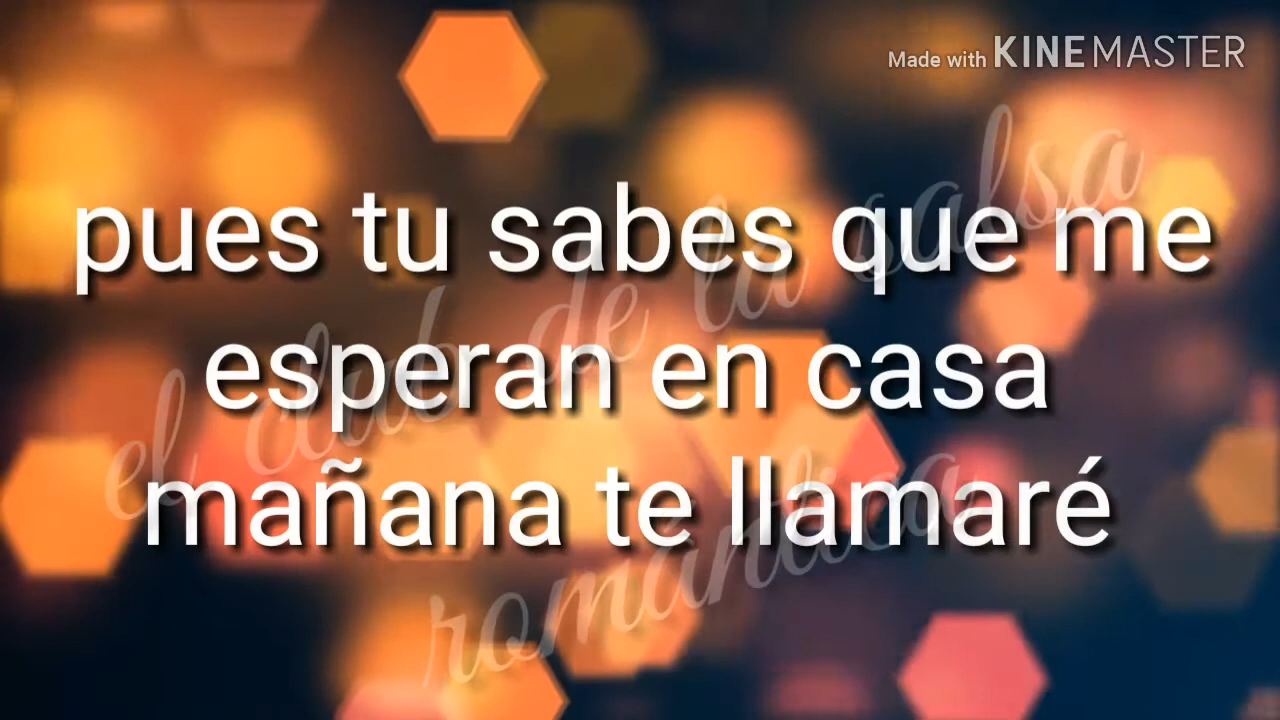 Made with KINEMASTER
pues tu sabes que me
esperan en casa
mañana te llamaré
el club de la salsa
romántica